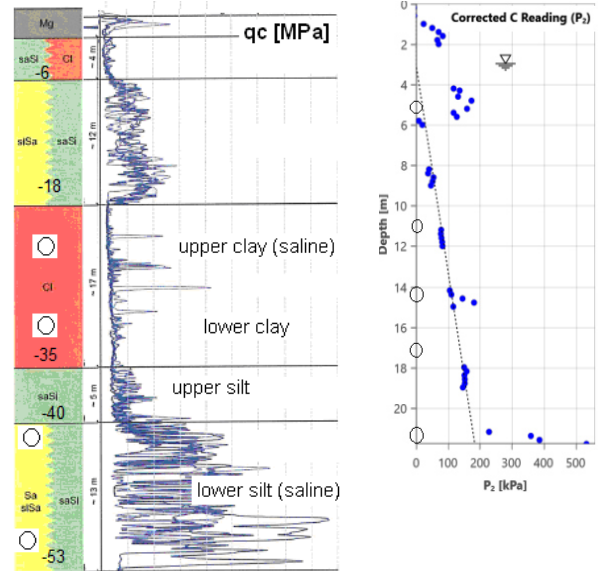 Mg
qc [MPa]
saSi
Cl
-6
~ 4 m
siSa
saSi
-18
~ 12 m
upper clay (saline)
Cl
~ 17 m
lower clay
-35
upper silt
saSi
-40
~ 5 m
lower silt (saline)
Sa
siSa
saSi
~ 13 m
-53
Corrected C Reading (P₂)
2
4
6
8
10
12
14
16
18
20
Depth [m]
0
100
200
300
400
500
P₂ [kPa]